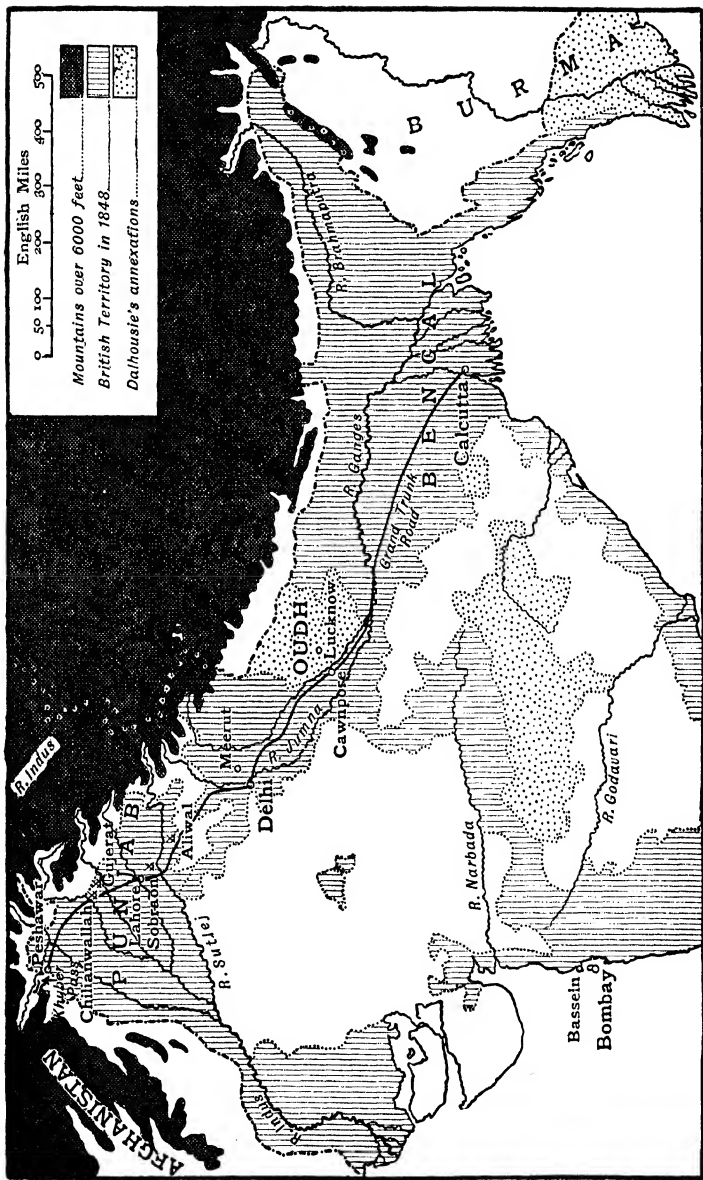 English Miles
0 50 100 200 300 400 500
Mountains over 6000 feet
British Territory in 1848
Dalhousie's annexations
R. Indus
AFGHANISTAN
Peshawar
Khyber
Pass
Chilianwallah
Gujerat
PUNJAB
Lahore
Sobraon
Aliwal
R. Sutlej
R. Indus
Meerut
Delhi
R. Jumna
OUDH
Lucknow
Cawnpose
R. Ganges
Grand Trunk
Road
BENGAL
Calcutta
R. Brahmaputra
BURMA
R. Narbada
R. Godavari
Bassein
Bombay